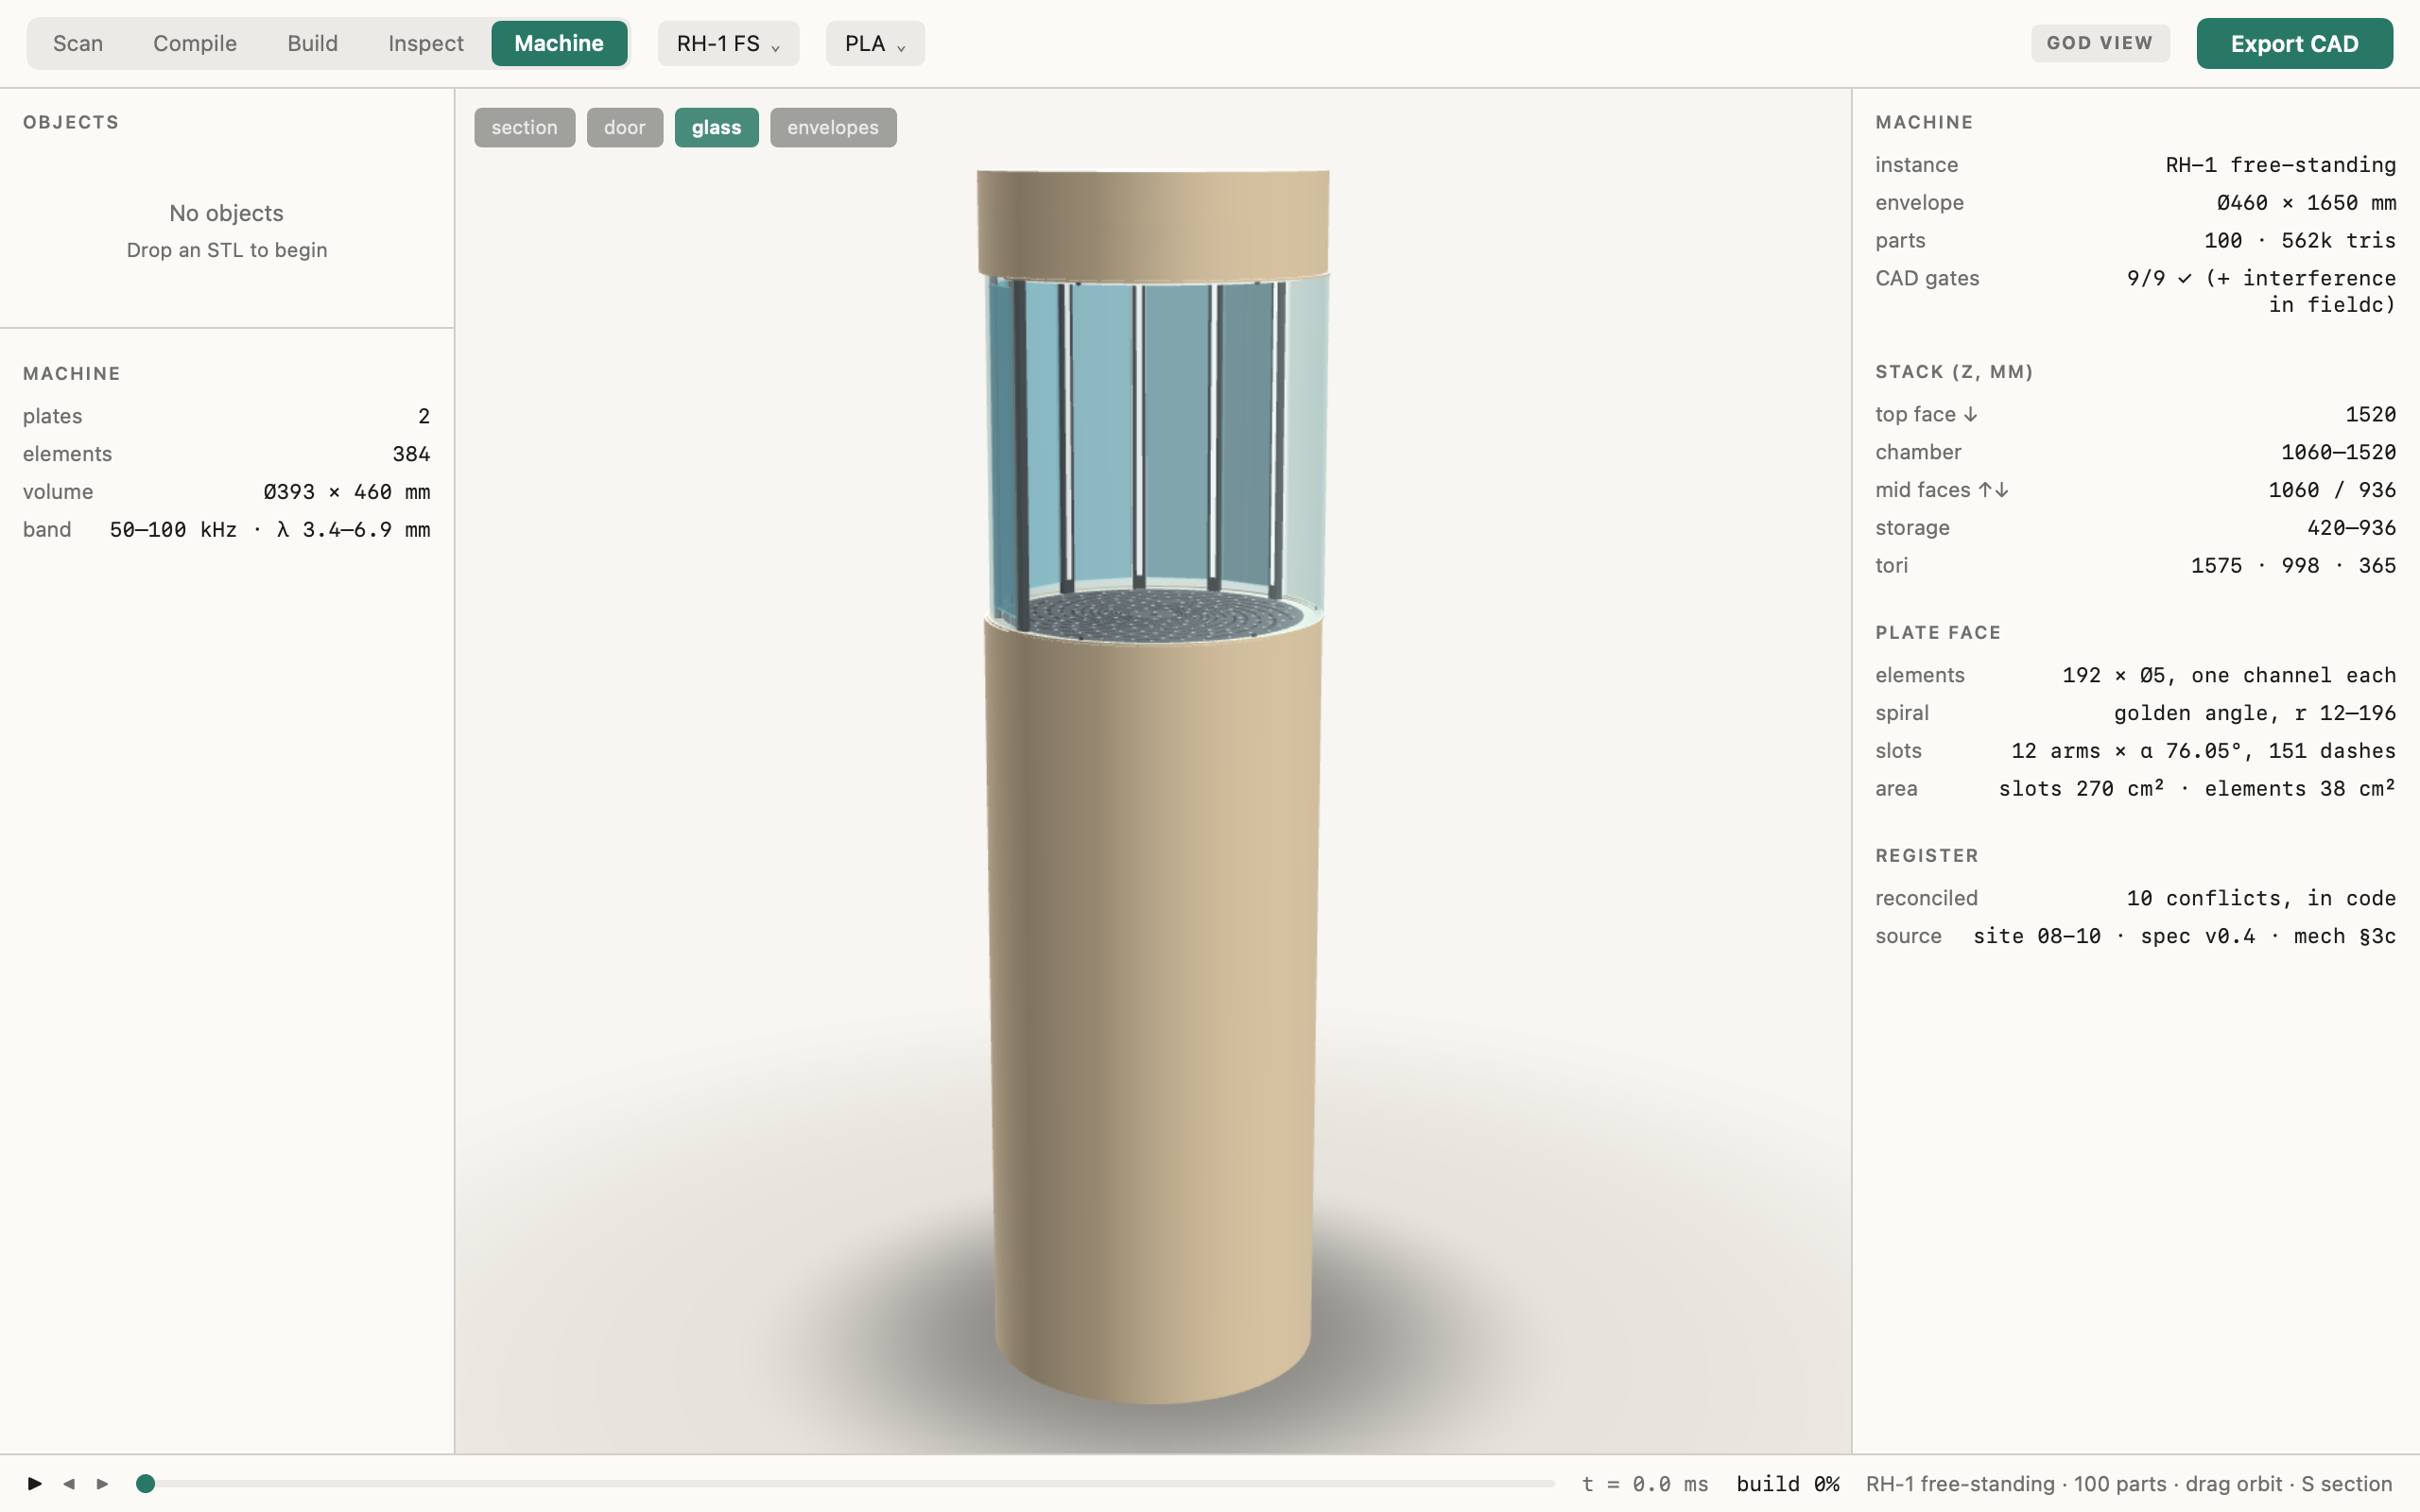 Scan Compile Build Inspect Machine RH-1 FS PLA GOD VIEW Export CAD
OBJECTS
No objects
Drop an STL to begin
MACHINE
plates 2
elements 384
volume Ø393 × 460 mm
band 50–100 kHz · λ 3.4–6.9 mm
section door glass envelopes
MACHINE
instance RH–1 free–standing
envelope Ø460 × 1650 mm
parts 100 · 562k tris
CAD gates 9/9 ✓ (+ interference
in fieldc)
STACK (Z, MM)
top face ↓ 1520
chamber 1060–1520
mid faces ↑↓ 1060 / 936
storage 420–936
tori 1575 · 998 · 365
PLATE FACE
elements 192 × Ø5, one channel each
spiral golden angle, r 12–196
slots 12 arms × α 76.05°, 151 dashes
area slots 270 cm² · elements 38 cm²
REGISTER
reconciled 10 conflicts, in code
source site 08–10 · spec v0.4 · mech §3c
t = 0.0 ms build 0% RH-1 free-standing · 100 parts · drag orbit · S section